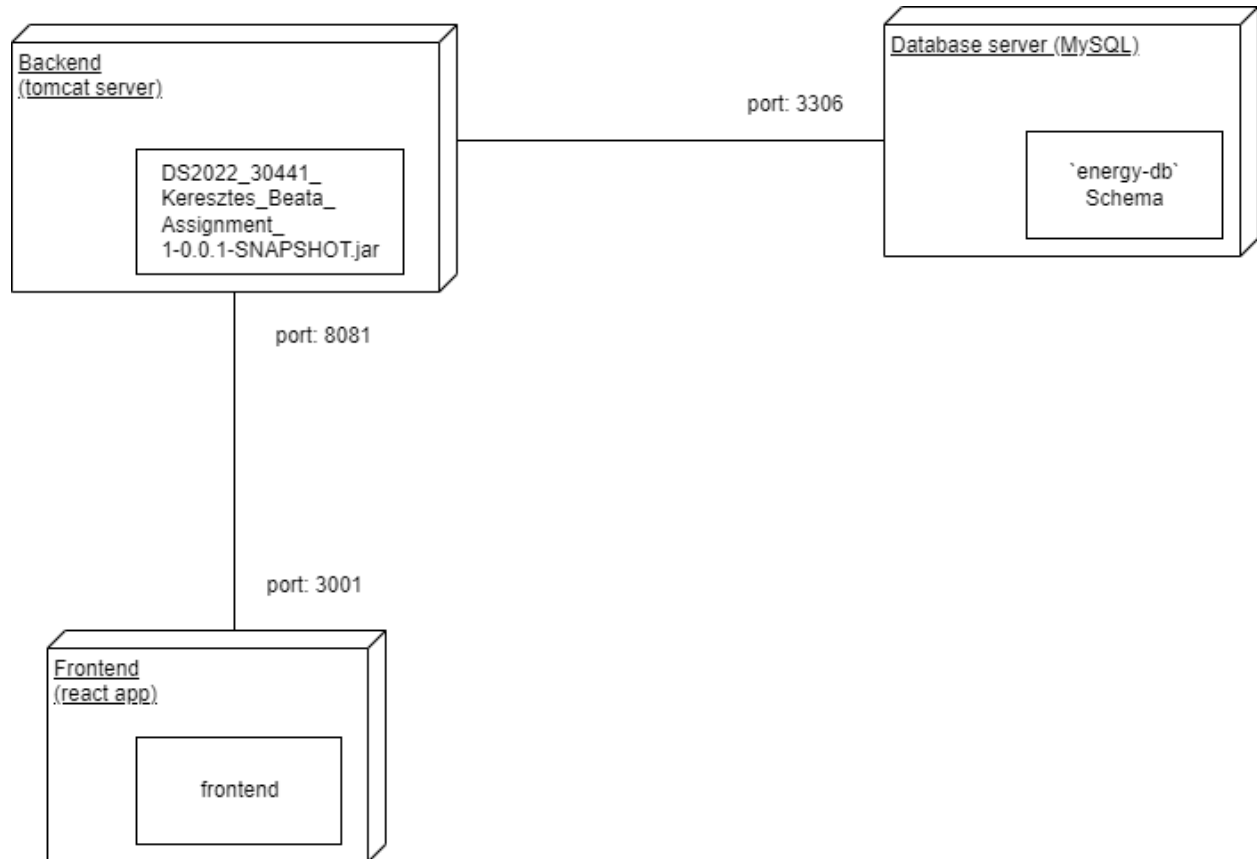 Backend
(tomcat server)
DS2022_30441_
Keresztes_Beata_
Assignment_
1-0.0.1-SNAPSHOT.jar
port: 3306
Database server (MySQL)
`energy-db`
Schema
port: 8081
port: 3001
Frontend
(react app)
frontend